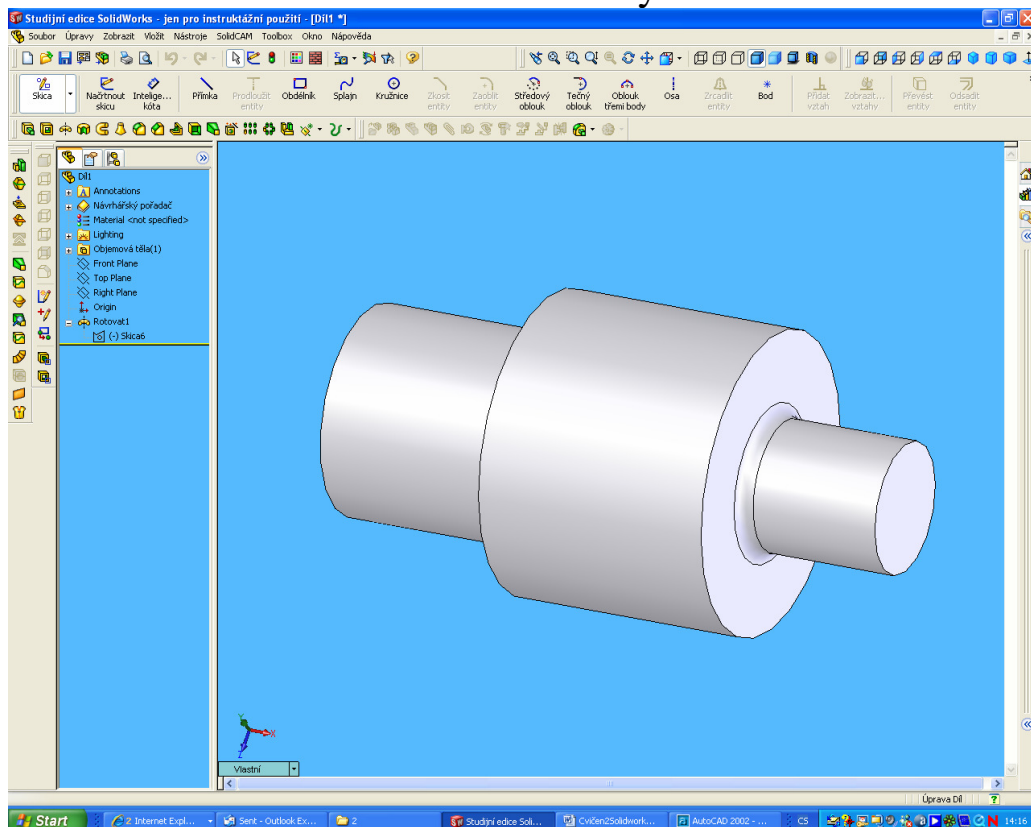 y
Studijní edice SolidWorks - jen pro instruktážní použití - [Díl1 *]
Soubor Úpravy Zobrazit Vložit Nástroje SolidCAM Toolbox Okno Nápověda
Skica
Načrtnout skicu
Intelige... kóta
Přímka
Prodloužit entity
Obdélník
Splajn
Kružnice
Zkosit entity
Zaoblit entity
Středový oblouk
Tečný oblouk
Oblouk třemi body
Osa
Zrcadlit entity
Bod
Přidat vztah
Zobrazit... vztahy
Převést entity
Odsadit entity
Díl1
Annotations
Návrhářský pořadač
Material <not specified>
Lighting
Objemová těla(1)
Front Plane
Top Plane
Right Plane
Origin
Rotovat1
(-) Skica6
Y
X
Z
Vlastní
Úprava Díl
Start
2 Internet Expl...
Sent - Outlook Ex...
2
Studijní edice Soli...
Cvičen2Solidwork...
AutoCAD 2002 - ...
CS
14:16